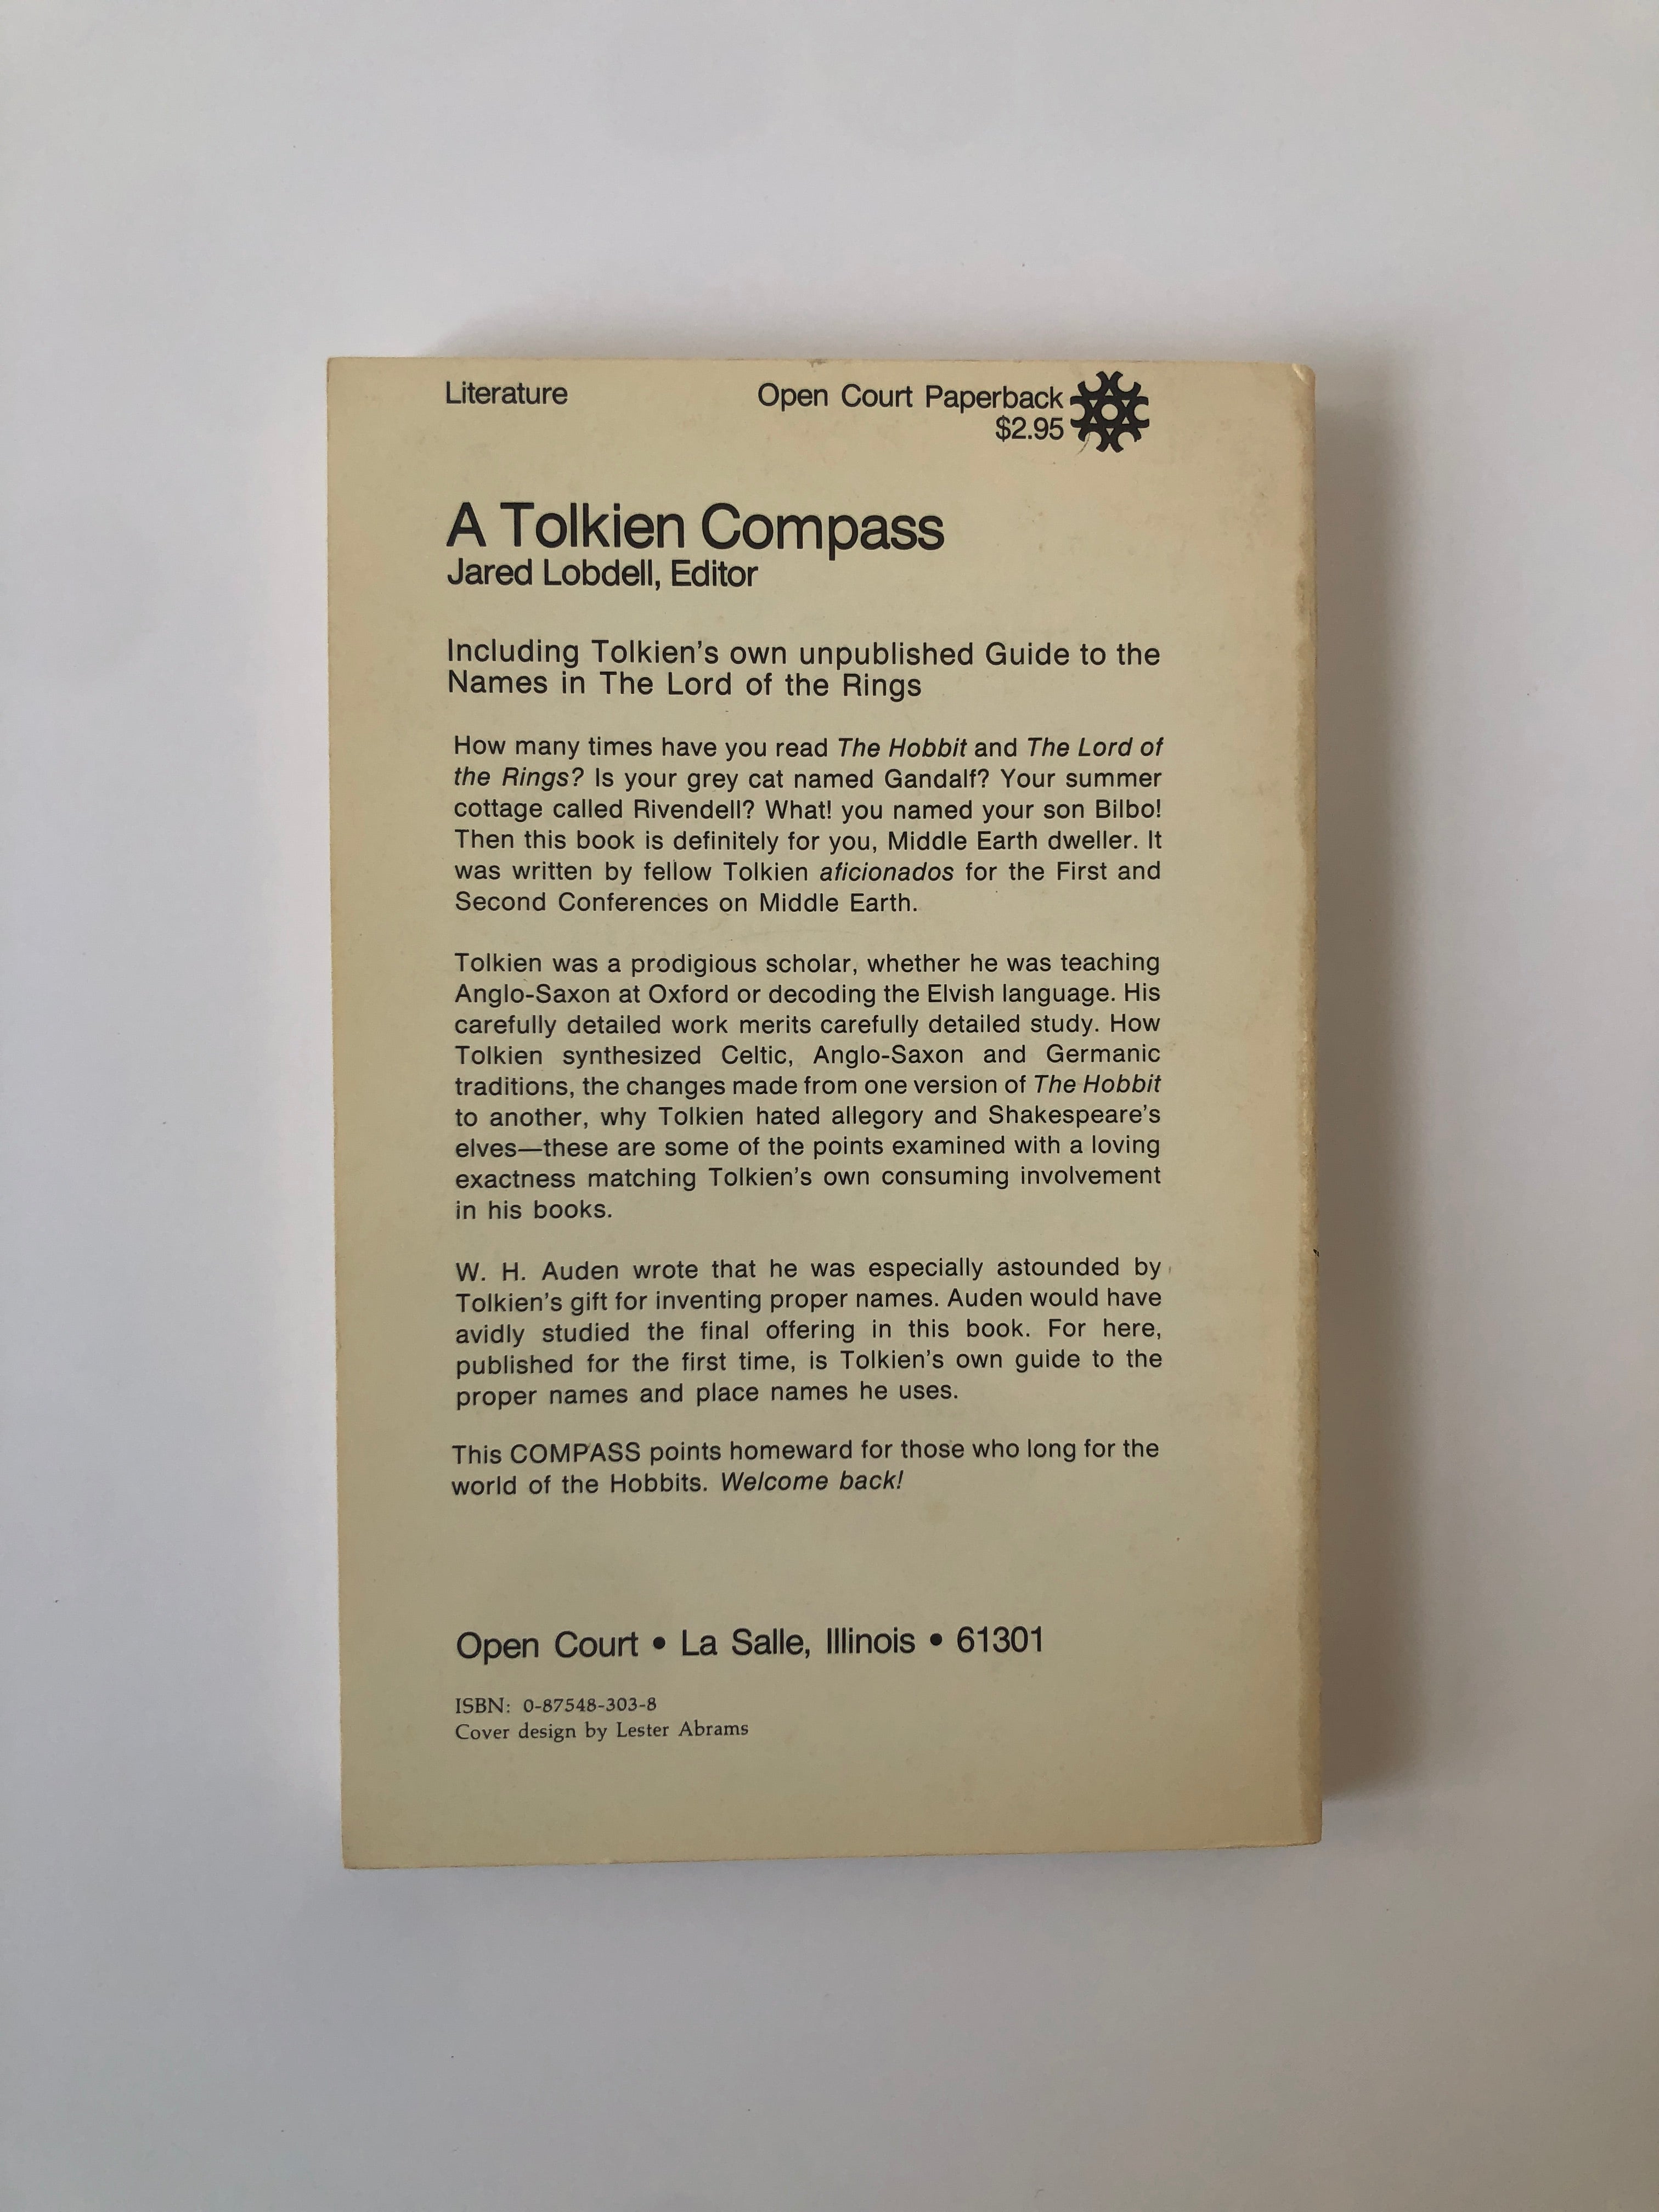 Literature
Open Court Paperback
$2.95
A Tolkien Compass
Jared Lobdell, Editor
Including Tolkien's own unpublished Guide to the
Names in The Lord of the Rings
How many times have you read The Hobbit and The Lord of
the Rings? Is your grey cat named Gandalf? Your summer
cottage called Rivendell? What! you named your son Bilbo!
Then this book is definitely for you, Middle Earth dweller. It
was written by fellow Tolkien aficionados for the First and
Second Conferences on Middle Earth.
Tolkien was a prodigious scholar, whether he was teaching
Anglo-Saxon at Oxford or decoding the Elvish language. His
carefully detailed work merits carefully detailed study. How
Tolkien synthesized Celtic, Anglo-Saxon and Germanic
traditions, the changes made from one version of The Hobbit
to another, why Tolkien hated allegory and Shakespeare's
elves—these are some of the points examined with a loving
exactness matching Tolkien's own consuming involvement
in his books.
W. H. Auden wrote that he was especially astounded by
Tolkien's gift for inventing proper names. Auden would have
avidly studied the final offering in this book. For here,
published for the first time, is Tolkien's own guide to the
proper names and place names he uses.
This COMPASS points homeward for those who long for the
world of the Hobbits. Welcome back!
Open Court • La Salle, Illinois • 61301
ISBN: 0-87548-303-8
Cover design by Lester Abrams